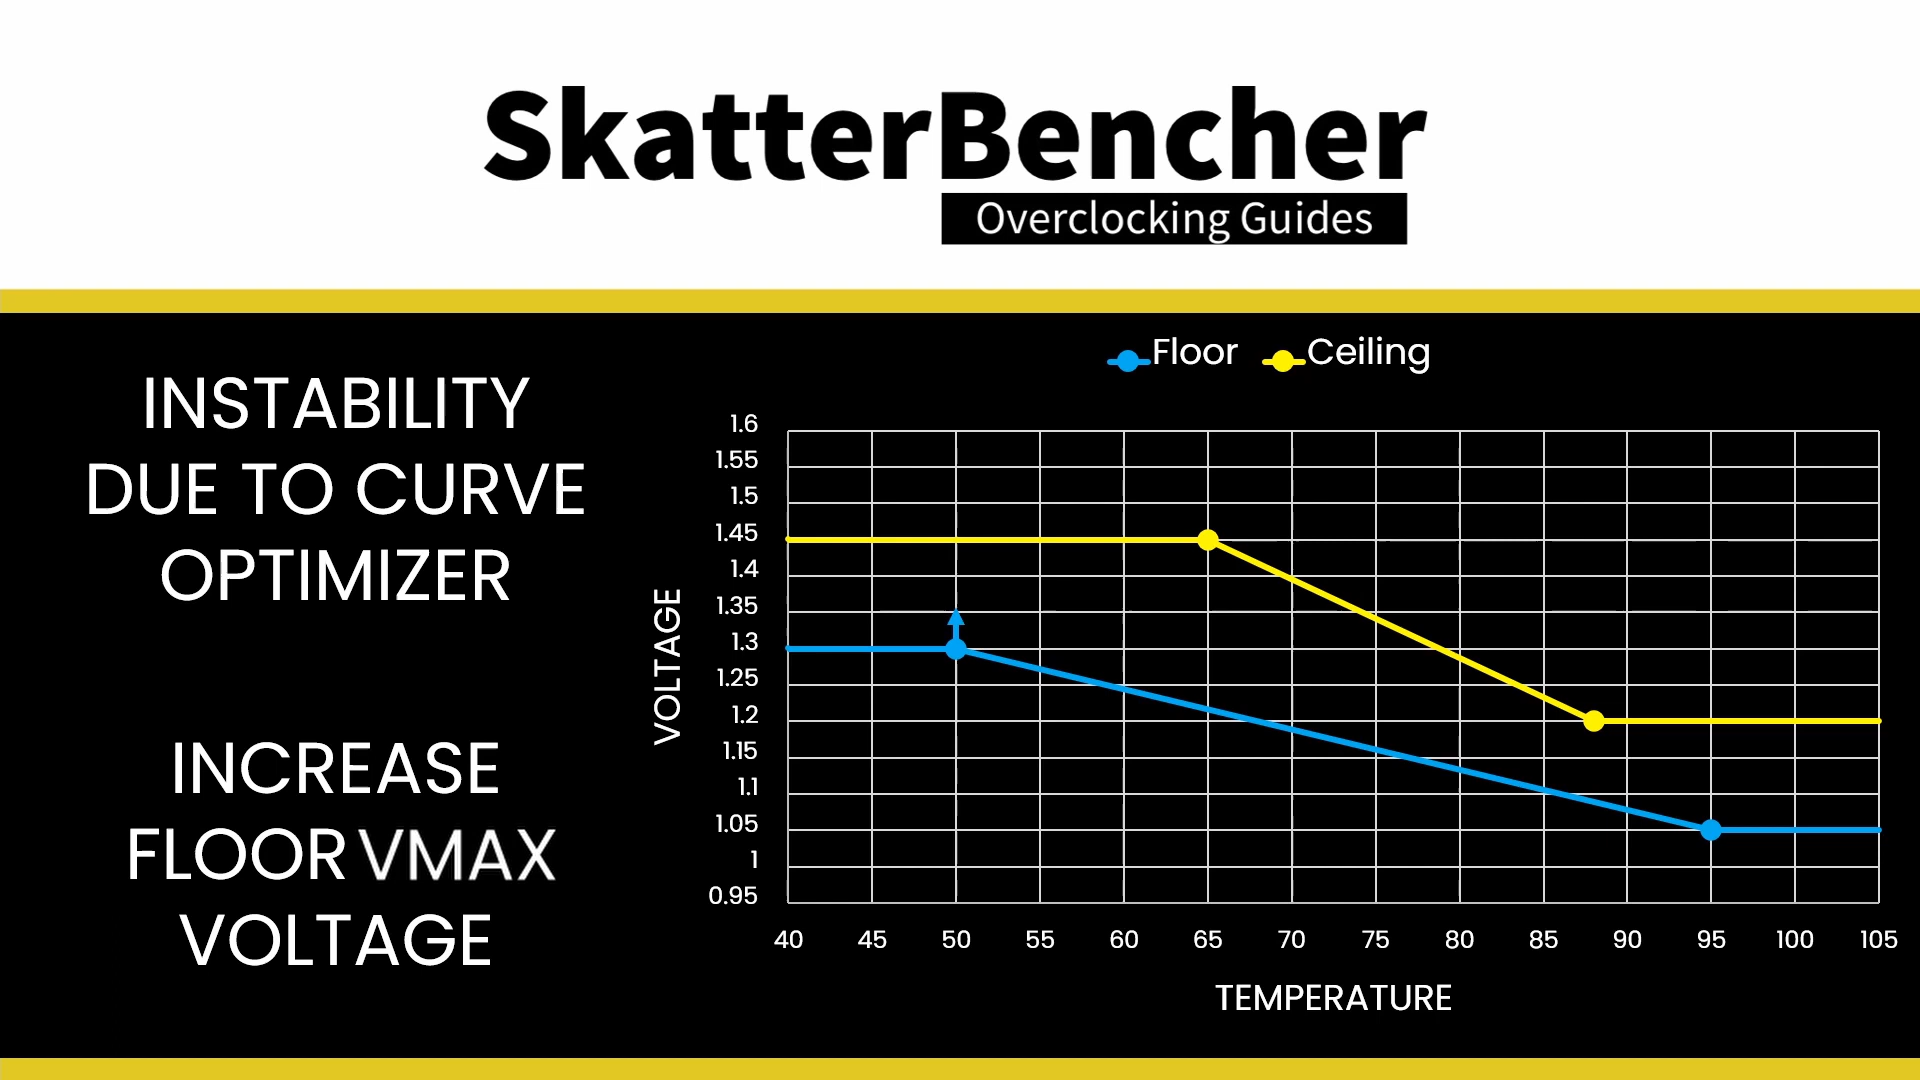 SkatterBencher
Overclocking Guides
INSTABILITY
DUE TO CURVE
OPTIMIZER
INCREASE
FLOOR VMAX
VOLTAGE
Floor
Ceiling
VOLTAGE
1.6
1.55
1.5
1.45
1.4
1.35
1.3
1.25
1.2
1.15
1.1
1.05
1
0.95
40 45 50 55 60 65 70 75 80 85 90 95 100 105
TEMPERATURE